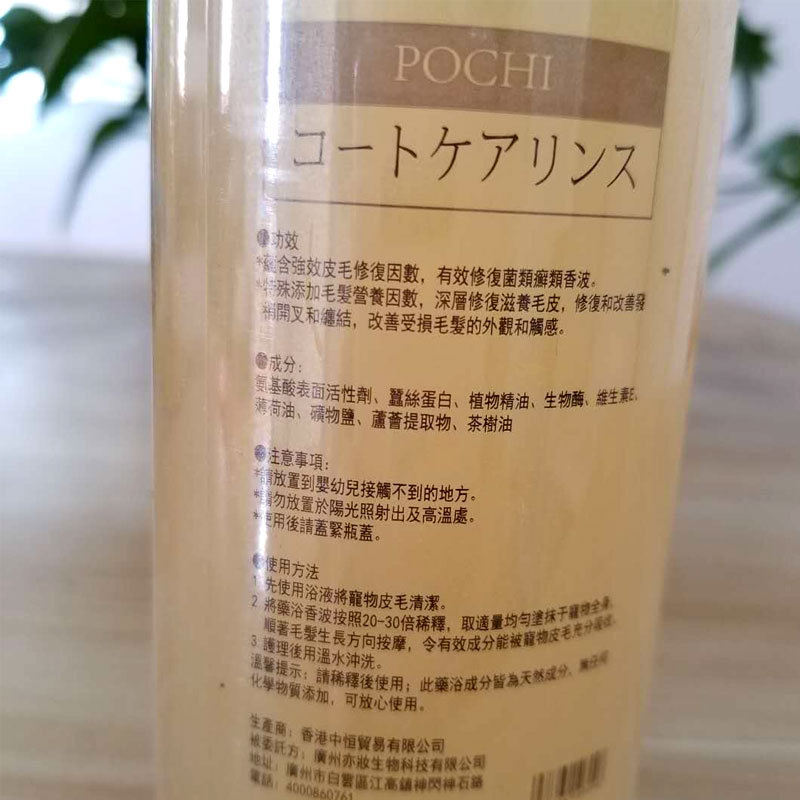 POCHI
コートケアリンス
功效
*蘊含強效皮毛修復因數，有效修復菌類癬類香波。
*特殊添加毛髮營養因數，深層修復滋養毛皮，修復和改善發
梢開叉和纏結，改善受損毛髮的外觀和觸感。
成分：
氨基酸表面活性劑、蠶絲蛋白、植物精油、生物酶、維生素E、
薄荷油、礦物鹽、蘆薈提取物、茶樹油
注意事項：
*請放置到嬰幼兒接觸不到的地方。
*請勿放置於陽光照射出及高溫處。
*使用後請蓋緊瓶蓋。
使用方法
1 先使用浴液將寵物皮毛清潔。
2 將藥浴香波按照20-30倍稀釋，取適量均勻塗抹于寵物全身，
順著毛髮生長方向按摩，令有效成分能被寵物皮毛充分吸收。
3 護理後用溫水沖洗。
溫馨提示：請稀釋後使用；此藥浴成分皆為天然成分，無任何
化學物質添加，可放心使用。
生產商：香港中恒貿易有限公司
被委託方：廣州亦妝生物科技有限公司
地址：廣州市白雲區江高鎮神閃神石路
電話：4000860761